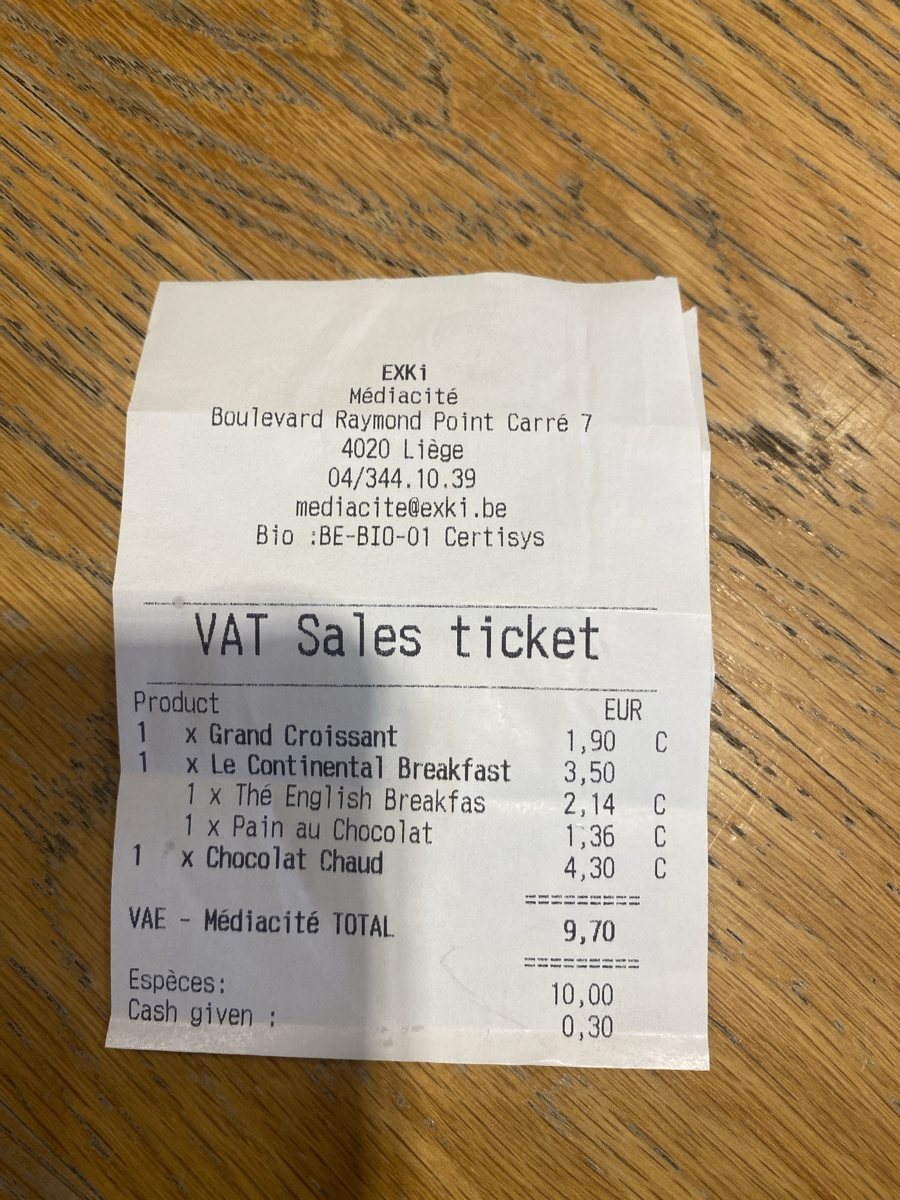 EXKi
Médiacité
Boulevard Raymond Point Carré 7
4020 Liège
04/344.10.39
mediacite@exki.be
Bio :BE-BIO-01 Certisys
VAT Sales ticket
Product EUR
1 x Grand Croissant 1,90 C
1 x Le Continental Breakfast 3,50
1 x Thé English Breakfas 2,14 C
1 x Pain au Chocolat 1,36 C
1 x Chocolat Chaud 4,30 C
VAE - Médiacité TOTAL 9,70
Espèces: 10,00
Cash given : 0,30